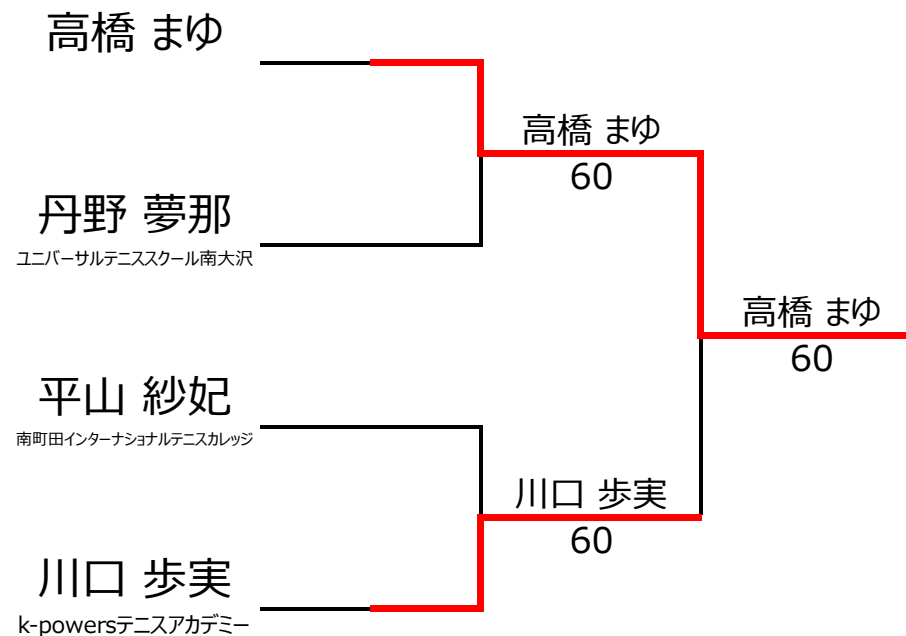 高橋 まゆ
丹野 夢那
ユニバーサルテニススクール南大沢
平山 紗妃
南町田インターナショナルテニスカレッジ
川口 歩実
k-powersテニスアカデミー
高橋 まゆ
60
川口 歩実
60
高橋 まゆ
60